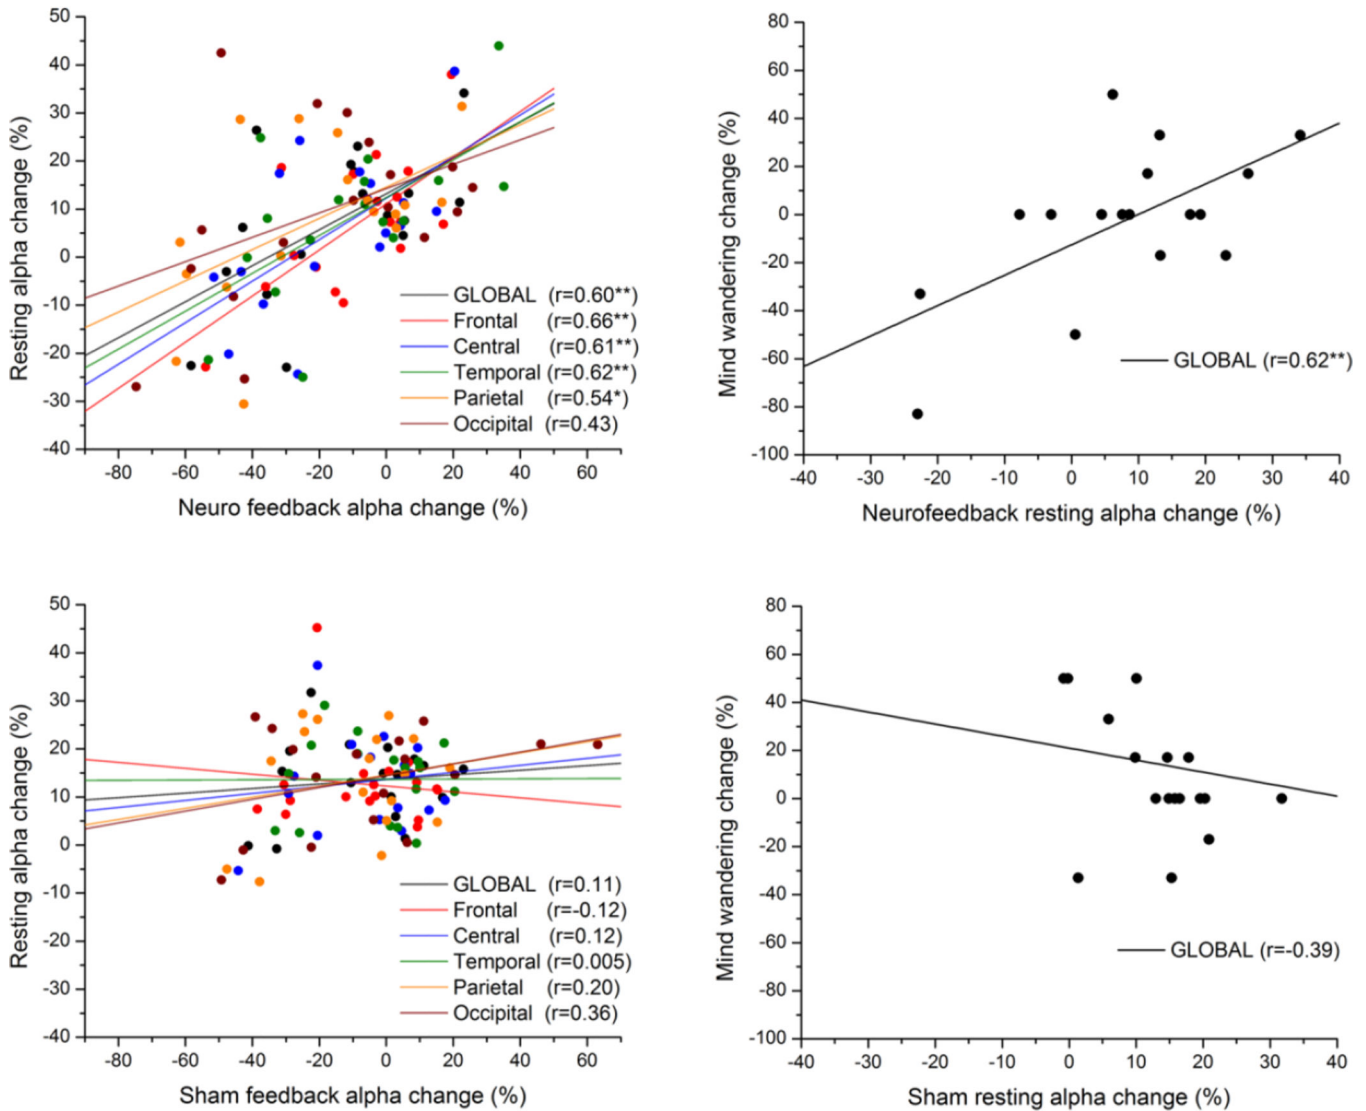 50
40
30
20
10
0
-10
-20
-30
-40
Resting alpha change (%)
GLOBAL (r=0.60**)
Frontal (r=0.66**)
Central (r=0.61**)
Temporal (r=0.62**)
Parietal (r=0.54*)
Occipital (r=0.43)
-80 -60 -40 -20 0 20 40 60
Neuro feedback alpha change (%)
80
60
40
20
0
-20
-40
-60
-80
-100
Mind wandering change (%)
GLOBAL (r=0.62**)
-40 -30 -20 -10 0 10 20 30 40
Neurofeedback resting alpha change (%)
50
40
30
20
10
0
-10
-20
-30
-40
Resting alpha change (%)
GLOBAL (r=0.11)
Frontal (r=-0.12)
Central (r=0.12)
Temporal (r=0.005)
Parietal (r=0.20)
Occipital (r=0.36)
-80 -60 -40 -20 0 20 40 60
Sham feedback alpha change (%)
80
60
40
20
0
-20
-40
-60
-80
-100
Mind wandering change (%)
GLOBAL (r=-0.39)
-40 -30 -20 -10 0 10 20 30 40
Sham resting alpha change (%)